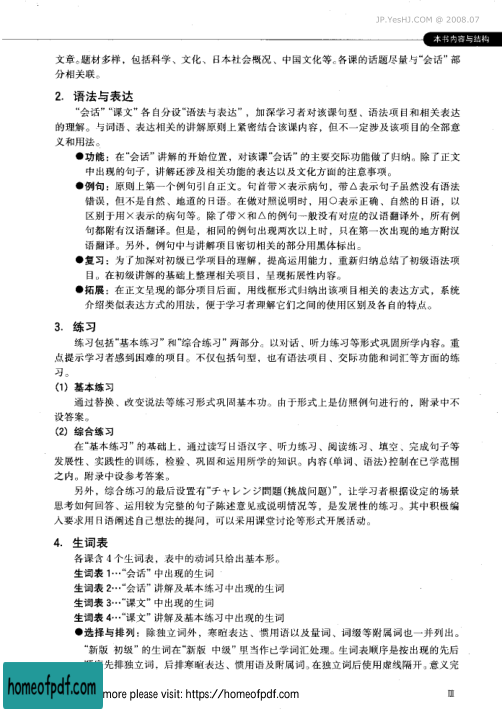 JP.YesHJ.COM @ 2008.07
本书内容与结构
文章。题材多样，包括科学、文化、日本社会概况、中国文化等。各课的话题尽量与“会话”部
分相关联。
2. 语法与表达
“会话”“课文”各自分设“语法与表达”，加深学习者对该课句型、语法项目和相关表达
的理解。与词语、表达相关的讲解原则上紧密结合该课内容，但不一定涉及该项目的全部意
义和用法。
●功能：在“会话”讲解的开始位置，对该课“会话”的主要交际功能做了归纳。除了正文
中出现的句子，讲解还涉及相关功能的表达以及文化方面的注意事项。
●例句：原则上第一个例句引自正文。句首带×表示病句，带△表示句子虽然没有语法
错误，但不是自然、地道的日语。在做对照说明时，用○表示正确、自然的日语，以
区别于用×表示的病句等。除了带×和△的例句一般没有对应的汉语翻译外，所有例
句都附有汉语翻译。但是，相同的例句出现两次以上时，只在第一次出现的地方附汉
语翻译。另外，例句中与讲解项目密切相关的部分用黑体标出。
●复习：为了加深对初级已学项目的理解，提高运用能力，重新归纳总结了初级语法项
目。在初级讲解的基础上整理相关项目，呈现拓展性内容。
●拓展：在正文呈现的部分项目后面，用线框形式归纳出该项目相关的表达方式，系统
介绍类似表达方式的用法，便于学习者理解它们之间的使用区别及各自的特点。
3. 练习
练习包括“基本练习”和“综合练习”两部分。以对话、听力练习等形式巩固所学内容。重
点提示学习者感到困难的项目。不仅包括句型，也有语法项目、交际功能和词汇等方面的练
习。
(1) 基本练习
通过替换、改变说法等练习形式巩固基本功。由于形式上是仿照例句进行的，附录中不
设答案。
(2) 综合练习
在“基本练习”的基础上，通过读写日语汉字、听力练习、阅读练习、填空、完成句子等
发展性、实践性的训练，检验、巩固和运用所学的知识。内容(单词、语法)控制在已学范围
之内。附录中设参考答案。
另外，综合练习的最后设置有“チャレンジ問題(挑战问题)”，让学习者根据设定的场景
思考如何回答、运用较为完整的句子陈述意见或说明情况等，是发展性的练习。其中积极编
入要求用日语阐述自己想法的提问，可以采用课堂讨论等形式开展活动。
4. 生词表
各课含 4 个生词表，表中的动词只给出基本形。
生词表 1…“会话”中出现的生词
生词表 2…“会话”讲解及基本练习中出现的生词
生词表 3…“课文”中出现的生词
生词表 4…“课文”讲解及基本练习中出现的生词
●选择与排列：除独立词外，寒暄表达、惯用语以及量词、词缀等附属词也一并列出。
“新版 初级”的生词在“新版 中级”里当作已学词汇处理。生词表顺序是按出现的先后
先排独立词，后排寒暄表达、惯用语及附属词。在独立词后使用虚线隔开。意义完
homeofpdf.com
more please visit: https://homeofpdf.com
III